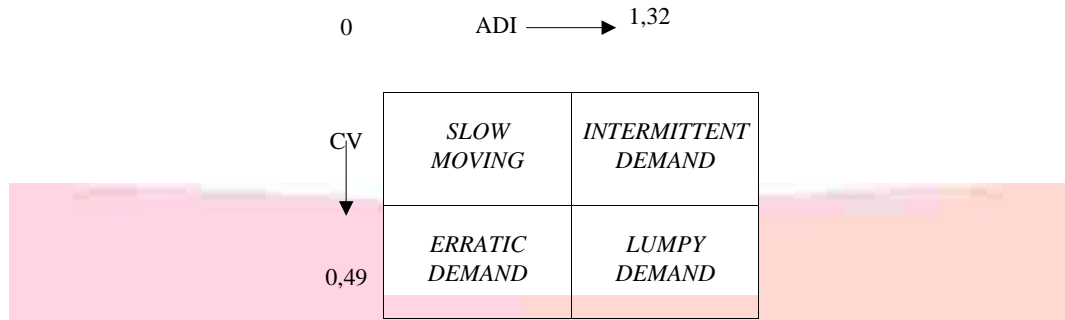 0 ADI 1,32
SLOW INTERMITTENT
MOVING DEMAND
CV
ERRATIC LUMPY
DEMAND DEMAND
0,49